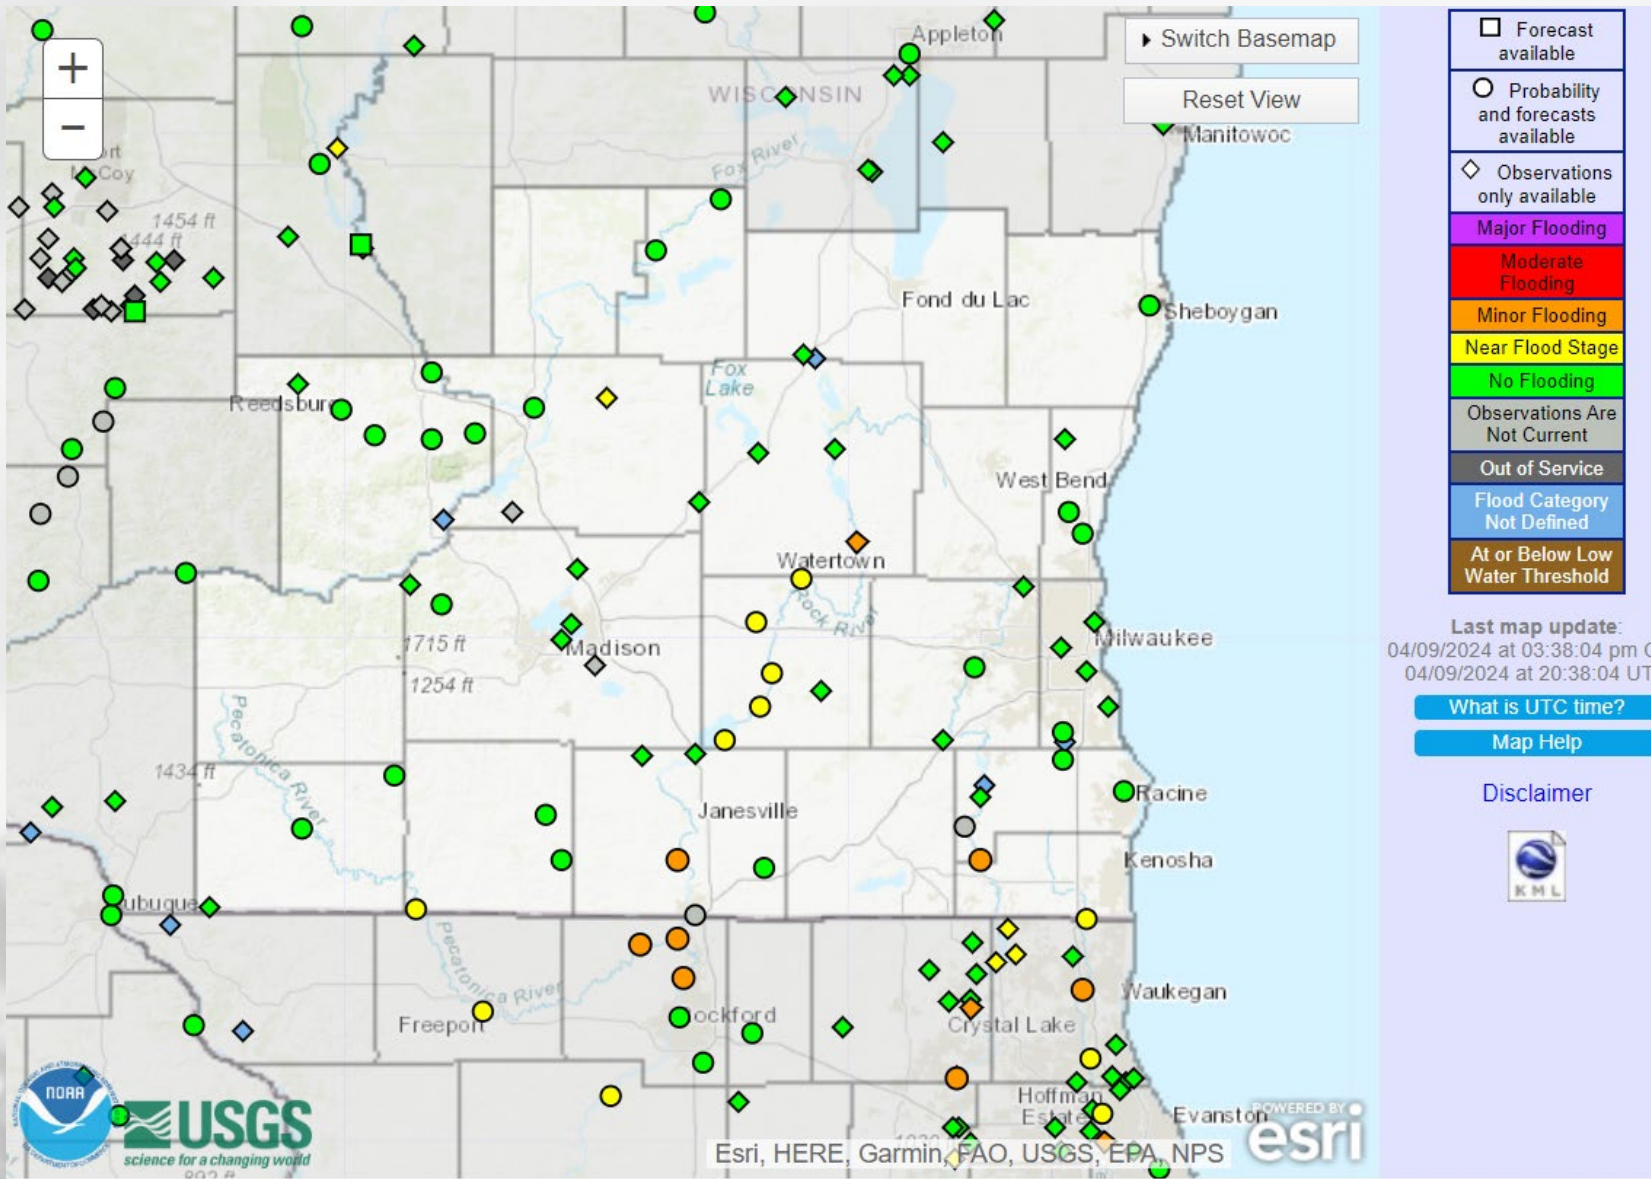 +
−
Appleton
WISCONSIN
Fox River
Manitowoc
Coy
1454 ft
1444 ft
Fond du Lac
Sheboygan
Fox
Lake
Reedsburg
West Bend
Watertown
Rock River
Madison
Milwaukee
1715 ft
1254 ft
Pecatonica River
1434 ft
Janesville
Racine
Kenosha
Pecatonica River
Freeport
Waukegan
Crystal Lake
Hoffman
Evanston
Switch Basemap
Reset View
NOAA
USGS
science for a changing world
POWERED BY
esri
Esri, HERE, Garmin, FAO, USGS, EPA, NPS
Forecast
available
Probability
and forecasts
available
Observations
only available
Major Flooding
Moderate
Flooding
Minor Flooding
Near Flood Stage
No Flooding
Observations Are
Not Current
Out of Service
Flood Category
Not Defined
At or Below Low
Water Threshold
Last map update:
04/09/2024 at 03:38:04 pm
04/09/2024 at 20:38:04 UT
What is UTC time?
Map Help
Disclaimer
KML